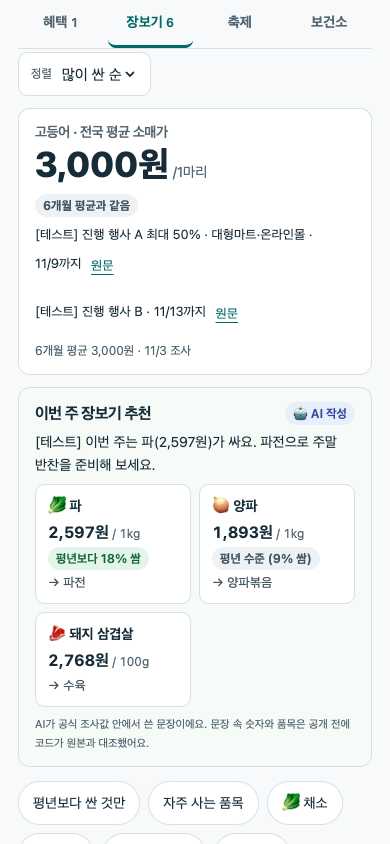 혜택 1 장보기 6 축제 보건소
정렬 많이 싼 순
고등어 · 전국 평균 소매가
3,000원 /1마리
6개월 평균과 같음
[테스트] 진행 행사 A 최대 50% · 대형마트·온라인몰 ·
11/9까지 원문
[테스트] 진행 행사 B · 11/13까지 원문
6개월 평균 3,000원 · 11/3 조사
이번 주 장보기 추천 AI 작성
[테스트] 이번 주는 파(2,597원)가 싸요. 파전으로 주말
반찬을 준비해 보세요.
파
2,597원 / 1kg
평년보다 18% 쌈
→ 파전
양파
1,893원 / 1kg
평년 수준 (9% 쌈)
→ 양파볶음
돼지 삼겹살
2,768원 / 100g
→ 수육
AI가 공식 조사값 안에서 쓴 문장이에요. 문장 속 숫자와 품목은 공개 전에
코드가 원본과 대조했어요.
평년보다 싼 것만 자주 사는 품목 채소